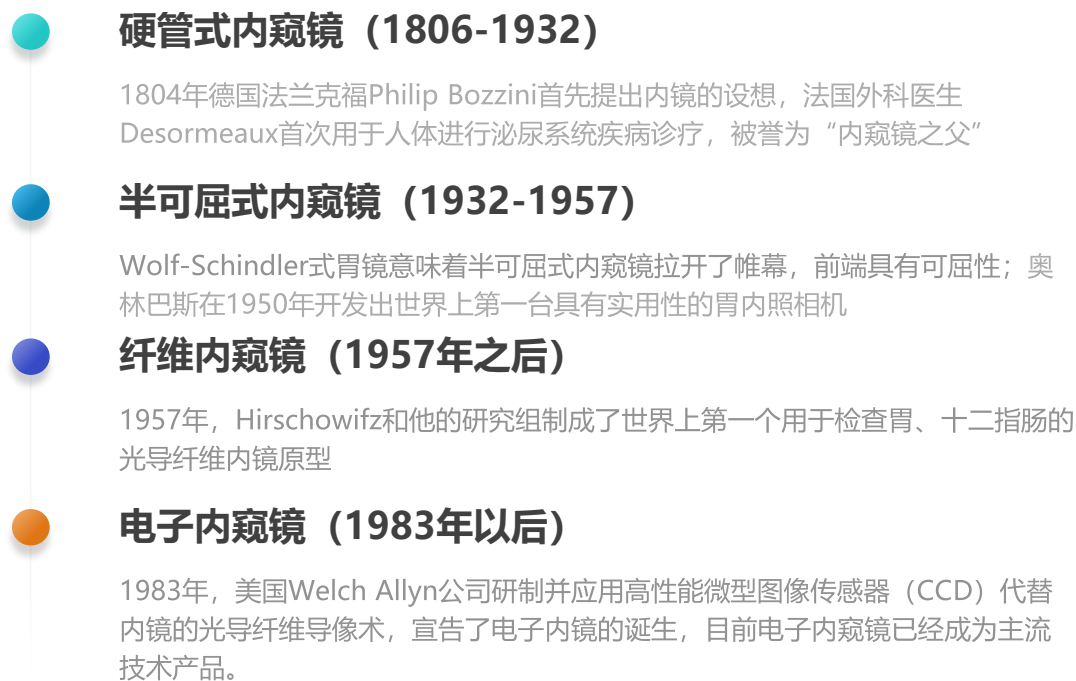 硬管式内窥镜（1806-1932）
1804年德国法兰克福Philip Bozzini首先提出内镜的设想，法国外科医生
Desormeaux首次用于人体进行泌尿系统疾病诊疗，被誉为“内窥镜之父”
半可屈式内窥镜（1932-1957）
Wolf-Schindler式胃镜意味着半可屈式内窥镜拉开了帷幕，前端具有可屈性；奥
林巴斯在1950年开发出世界上第一台具有实用性的胃内照相机
纤维内窥镜（1957年之后）
1957年，Hirschowifz和他的研究组制成了世界上第一个用于检查胃、十二指肠的
光导纤维内镜原型
电子内窥镜（1983年以后）
1983年，美国Welch Allyn公司研制并应用高性能微型图像传感器（CCD）代替
内镜的光导纤维导像术，宣告了电子内镜的诞生，目前电子内窥镜已经成为主流
技术产品。